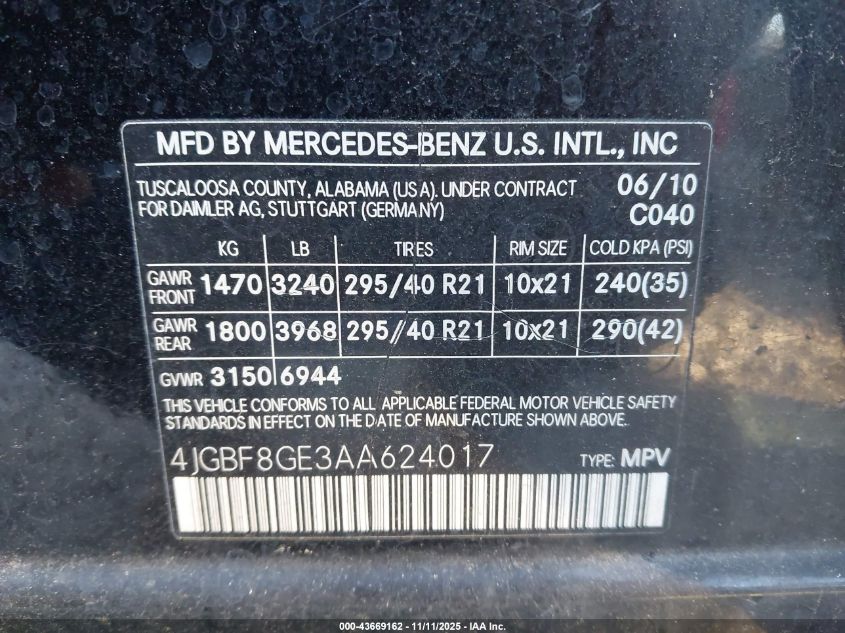 MFD BY MERCEDES-BENZ U.S. INTL., INC
TUSCALOOSA COUNTY, ALABAMA (USA), UNDER CONTRACT 06/10
FOR DAIMLER AG, STUTTGART (GERMANY) C040
KG LB TIRES RIM SIZE COLD KPA (PSI)
GAWR FRONT 1470 3240 295/40 R21 10x21 240(35)
GAWR REAR 1800 3968 295/40 R21 10x21 290(42)
GVWR 3150 6944
THIS VEHICLE CONFORMS TO ALL APPLICABLE FEDERAL MOTOR VEHICLE SAFETY
STANDARDS IN EFFECT ON THE DATE OF MANUFACTURE SHOWN ABOVE.
4JGBF8GE3AA624017 TYPE: MPV
000-43669162 - 11/11/2025 - IAA Inc.